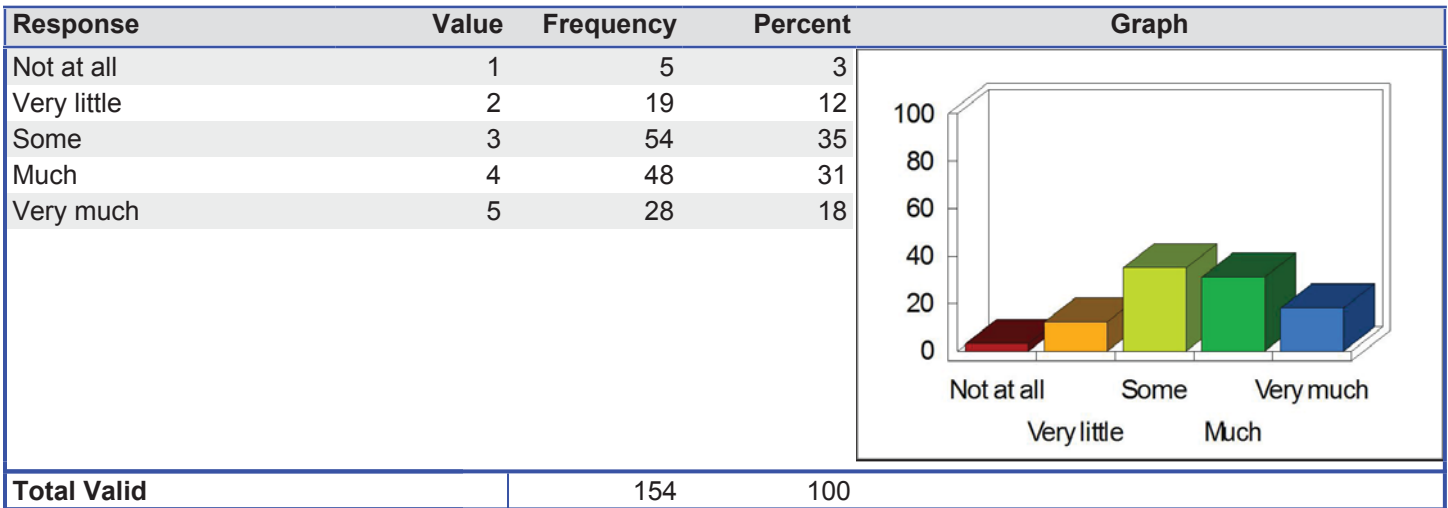 Response Value Frequency Percent Graph
Not at all 1 5 3
Very little 2 19 12
Some 3 54 35
Much 4 48 31
Very much 5 28 18
100
80
60
40
20
0
Not at all Some Very much
Very little Much
Total Valid 154 100